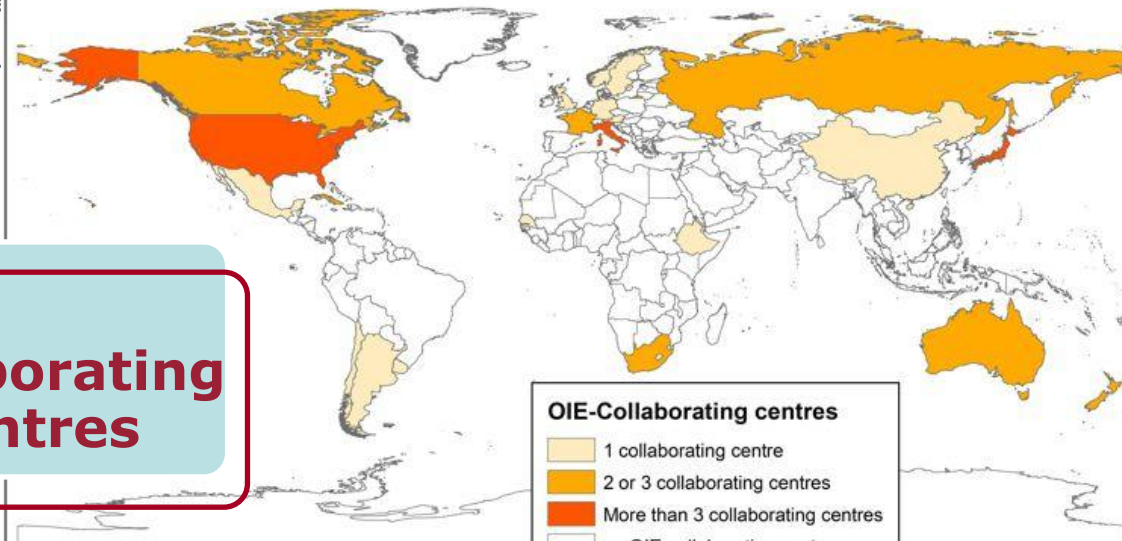 borating
ntres
OIE-Collaborating centres
1 collaborating centre
2 or 3 collaborating centres
More than 3 collaborating centres